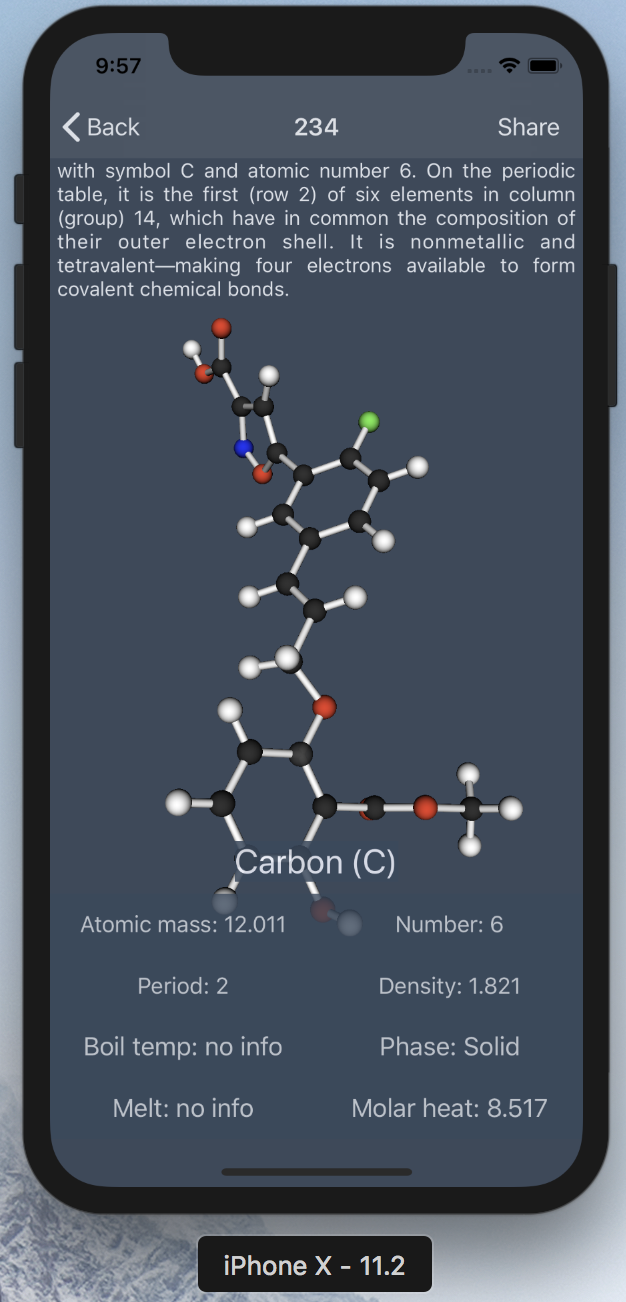 9:57
Back 234 Share
with symbol C and atomic number 6. On the periodic
table, it is the first (row 2) of six elements in column
(group) 14, which have in common the composition of
their outer electron shell. It is nonmetallic and
tetravalent—making four electrons available to form
covalent chemical bonds.
Carbon (C)
Atomic mass: 12.011 Number: 6
Period: 2 Density: 1.821
Boil temp: no info Phase: Solid
Melt: no info Molar heat: 8.517
iPhone X - 11.2